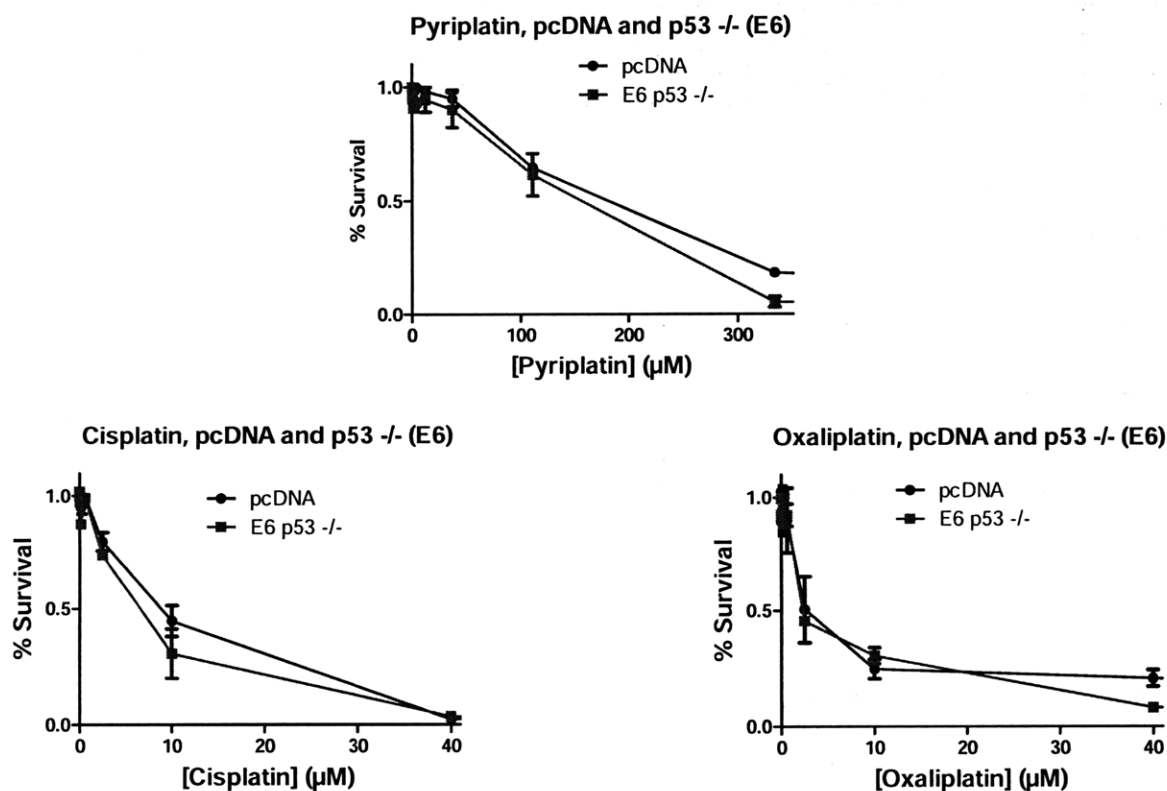 Pyriplatin, pcDNA and p53 -/- (E6)
pcDNA
E6 p53 -/-
% Survival
1.0
0.5
0.0
0
100
200
300
[Pyriplatin] (µM)
Cisplatin, pcDNA and p53 -/- (E6)
pcDNA
E6 p53 -/-
% Survival
1.0
0.5
0.0
0
10
20
30
40
[Cisplatin] (µM)
Oxaliplatin, pcDNA and p53 -/- (E6)
pcDNA
E6 p53 -/-
% Survival
1.0
0.5
0.0
0
10
20
30
40
[Oxaliplatin] (µM)